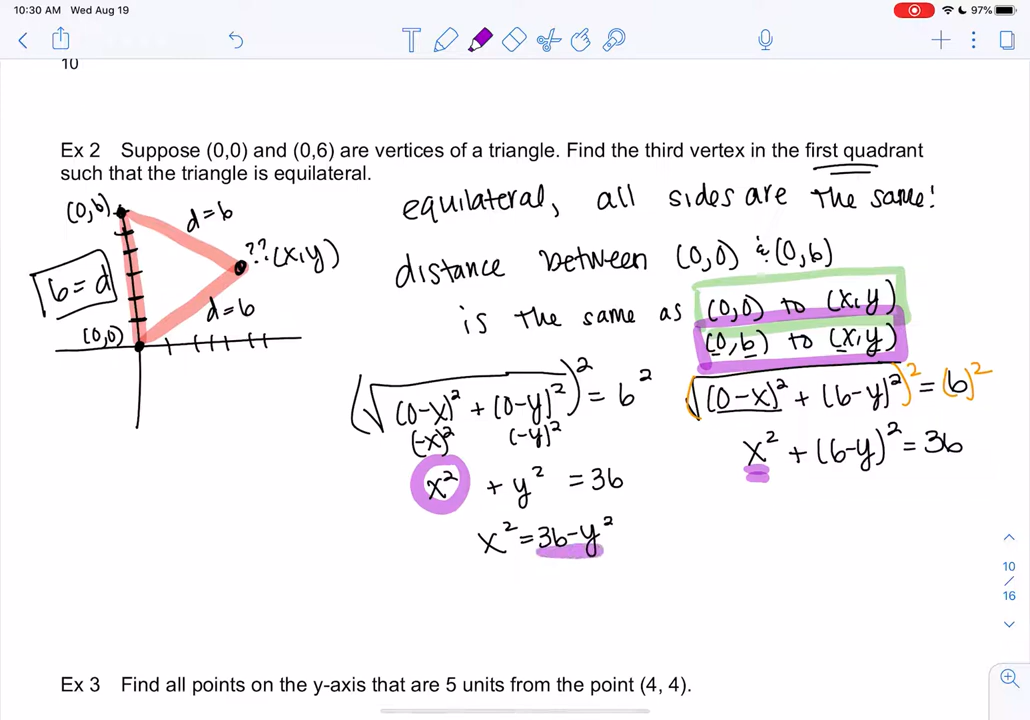 10:30 AM Wed Aug 19
97%
T
10
Ex 2 Suppose (0,0) and (0,6) are vertices of a triangle. Find the third vertex in the first quadrant
such that the triangle is equilateral.
equilateral, all sides are the same!
(0,6)
d=6
??(x,y)
6=d
d=6
(0,0)
distance between (0,0) & (0,6)
is the same as (0,0) to (x,y)
(0,6) to (x,y)
(√(0-x)² + (0-y)²)² = 6²
(-x)² (-y)²
x² + y² = 36
x² = 36-y²
(√(0-x)² + (6-y)²)² = (6)²
x² + (6-y)² = 36
10
/
16
Ex 3 Find all points on the y-axis that are 5 units from the point (4, 4).